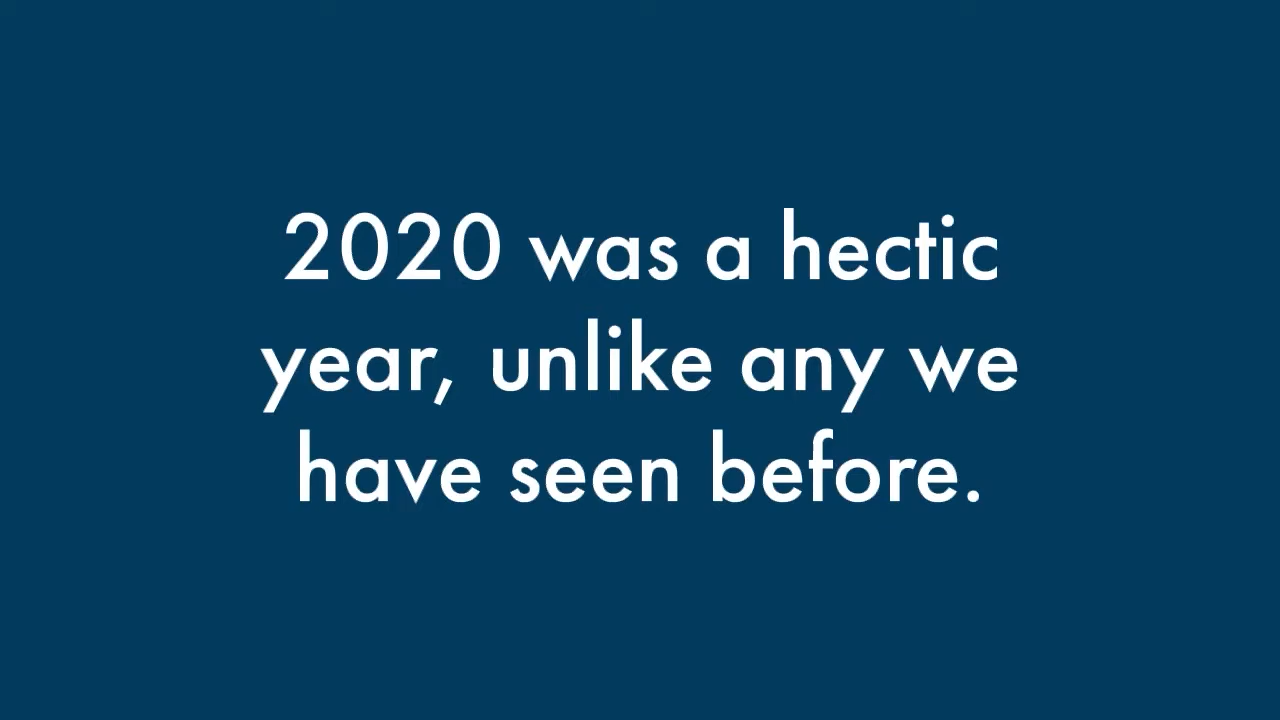 2020 was a hectic
year, unlike any we
have seen before.